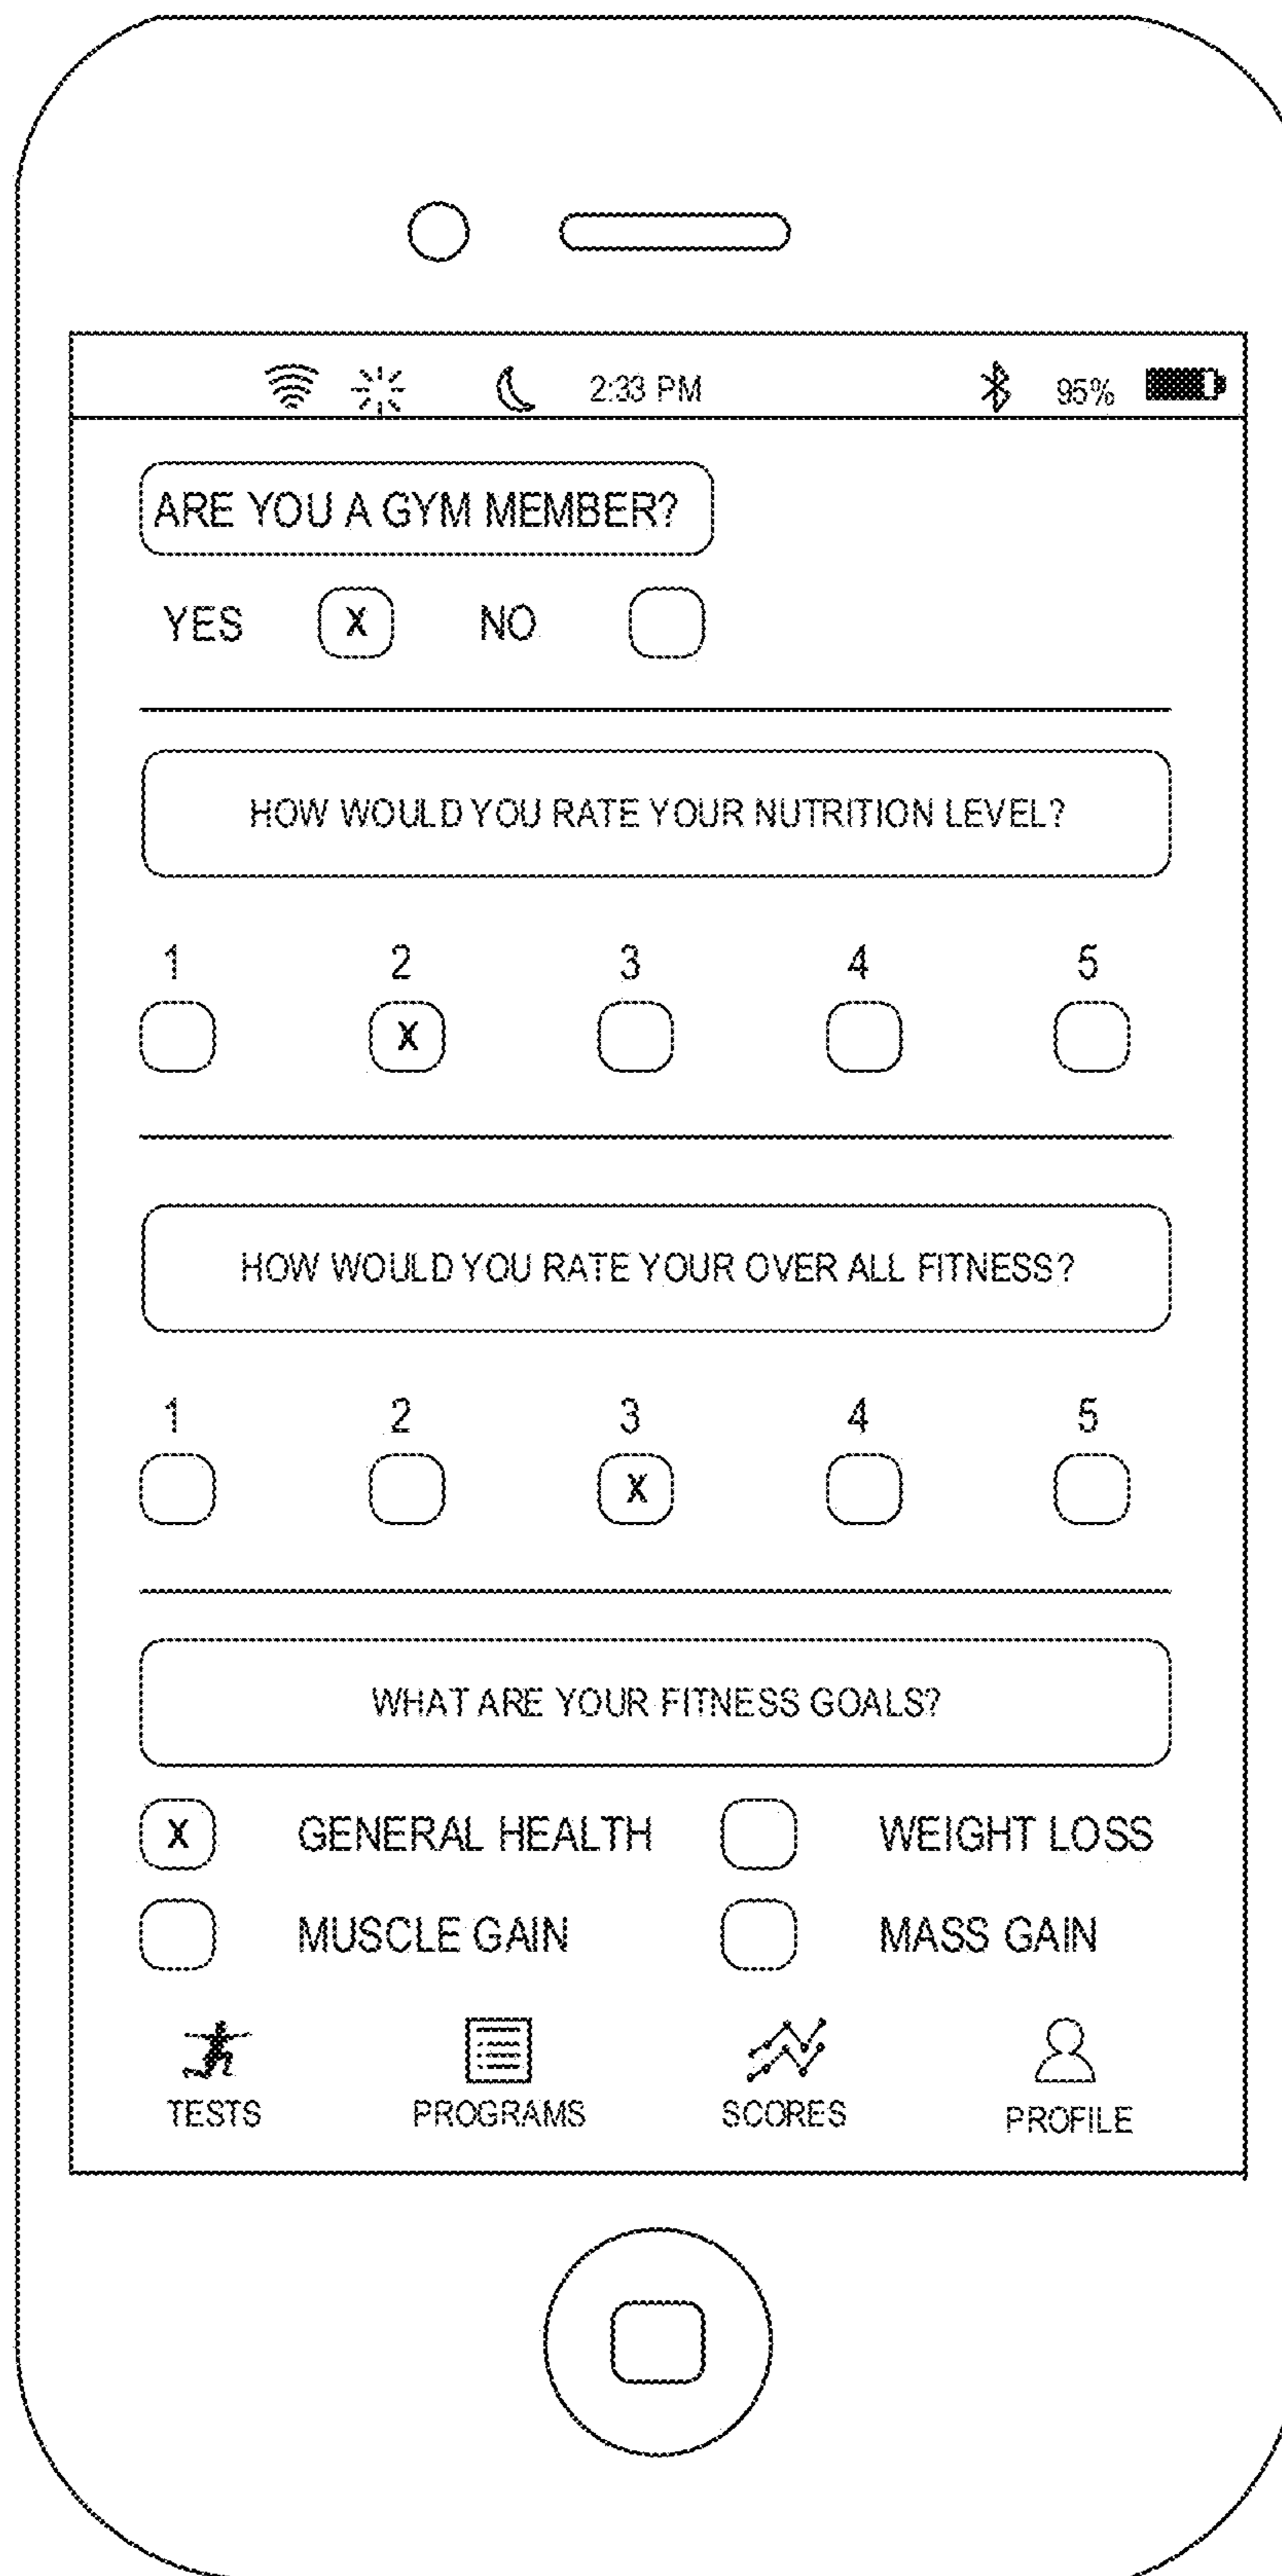 2:33 PM 95%
ARE YOU A GYM MEMBER?
YES X NO
HOW WOULD YOU RATE YOUR NUTRITION LEVEL?
1 2 3 4 5
X
HOW WOULD YOU RATE YOUR OVER ALL FITNESS?
1 2 3 4 5
X
WHAT ARE YOUR FITNESS GOALS?
X GENERAL HEALTH WEIGHT LOSS
MUSCLE GAIN MASS GAIN
TESTS PROGRAMS SCORES PROFILE